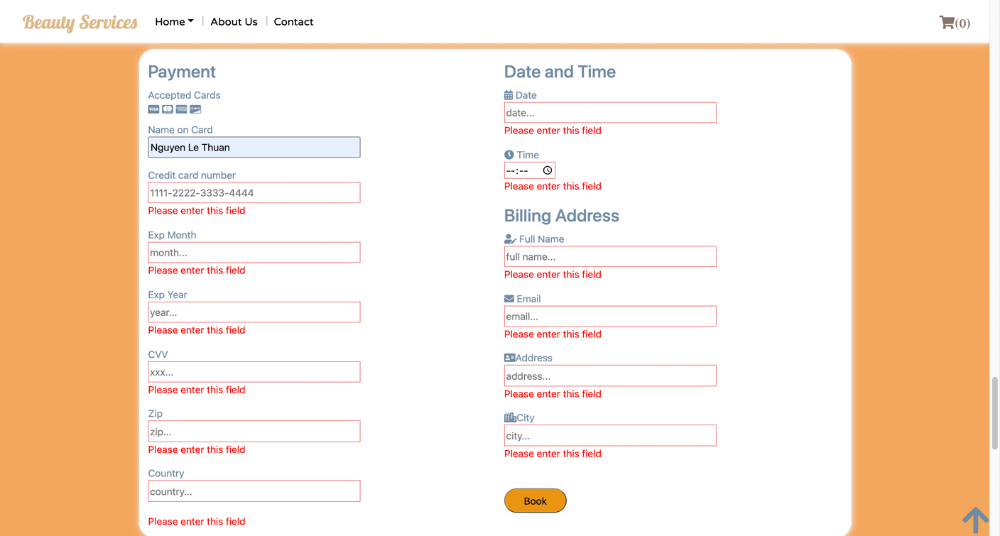 Beauty Services
Home
About Us
Contact
(0)
Payment
Accepted Cards
VISA
Name on Card
Nguyen Le Thuan
Credit card number
1111-2222-3333-4444
Please enter this field
Exp Month
month...
Please enter this field
Exp Year
year...
Please enter this field
CVV
xxx...
Please enter this field
Zip
zip...
Please enter this field
Country
country...
Please enter this field
Date and Time
Date
date...
Please enter this field
Time
--:--
Please enter this field
Billing Address
Full Name
full name...
Please enter this field
Email
email...
Please enter this field
Address
address...
Please enter this field
City
city...
Please enter this field
Book